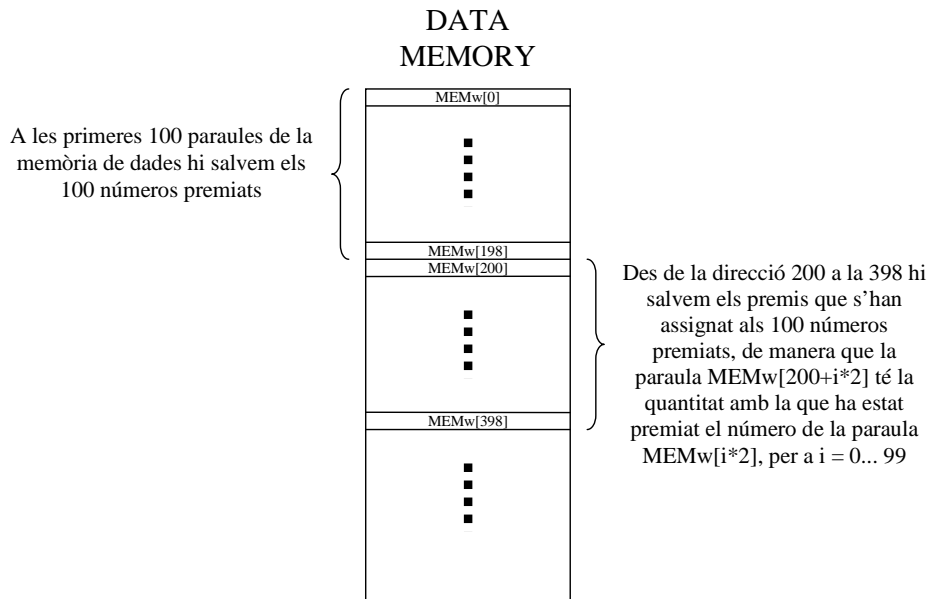 DATA
MEMORY
MEMw[0]
A les primeres 100 paraules de la
memòria de dades hi salvem els
100 números premiats
MEMw[198]
MEMw[200]
Des de la direcció 200 a la 398 hi
salvem els premis que s’han
assignat als 100 números
premiats, de manera que la
paraula MEMw[200+i*2] té la
quantitat amb la que ha estat
premiat el número de la paraula
MEMw[i*2], per a i = 0... 99
MEMw[398]